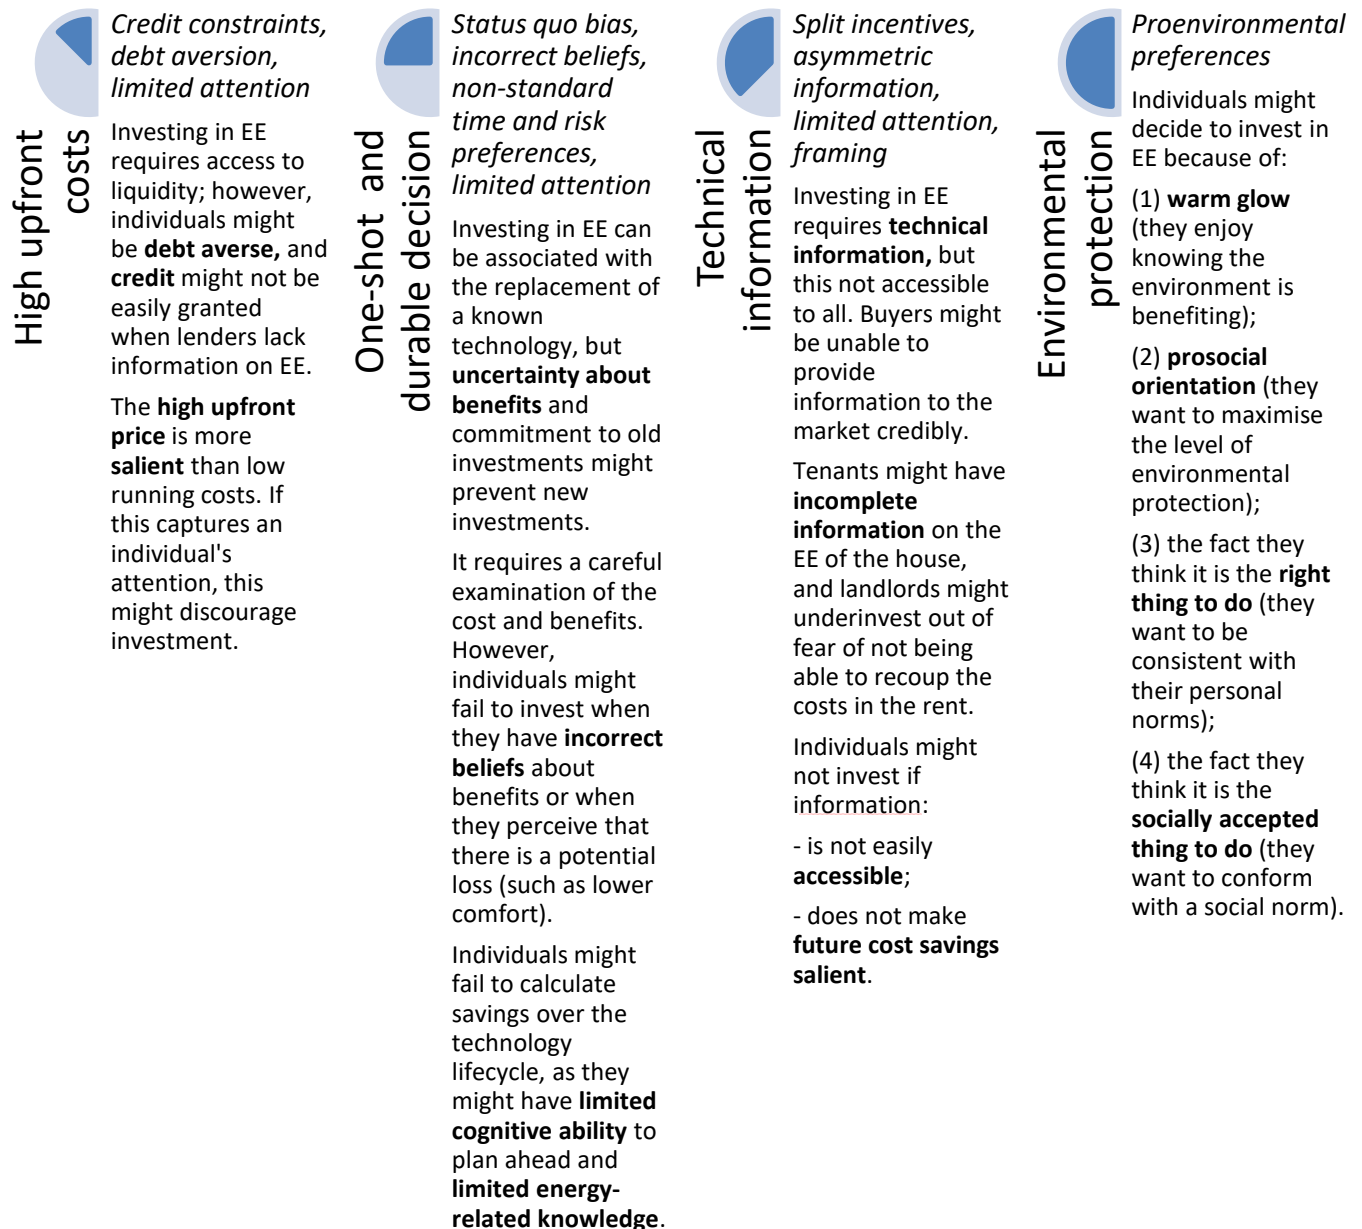 High upfront
costs
Credit constraints,
debt aversion,
limited attention
Investing in EE
requires access to
liquidity; however,
individuals might
be debt averse, and
credit might not be
easily granted
when lenders lack
information on EE.
The high upfront
price is more
salient than low
running costs. If
this captures an
individual's
attention, this
might discourage
investment.
One-shot and
durable decision
Status quo bias,
incorrect beliefs,
non-standard
time and risk
preferences,
limited attention
Investing in EE can
be associated with
the replacement of
a known
technology, but
uncertainty about
benefits and
commitment to old
investments might
prevent new
investments.
It requires a careful
examination of the
cost and benefits.
However,
individuals might
fail to invest when
they have incorrect
beliefs about
benefits or when
they perceive that
there is a potential
loss (such as lower
comfort).
Individuals might
fail to calculate
savings over the
technology
lifecycle, as they
might have limited
cognitive ability to
plan ahead and
limited energy-
related knowledge.
Technical
information
Split incentives,
asymmetric
information,
limited attention,
framing
Investing in EE
requires technical
information, but
this not accessible
to all. Buyers might
be unable to
provide
information to the
market credibly.
Tenants might have
incomplete
information on the
EE of the house,
and landlords might
underinvest out of
fear of not being
able to recoup the
costs in the rent.
Individuals might
not invest if
information:
- is not easily
accessible;
- does not make
future cost savings
salient.
Environmental
protection
Proenvironmental
preferences
Individuals might
decide to invest in
EE because of:
(1) warm glow
(they enjoy
knowing the
environment is
benefiting);
(2) prosocial
orientation (they
want to maximise
the level of
environmental
protection);
(3) the fact they
think it is the right
thing to do (they
want to be
consistent with
their personal
norms);
(4) the fact they
think it is the
socially accepted
thing to do (they
want to conform
with a social norm).